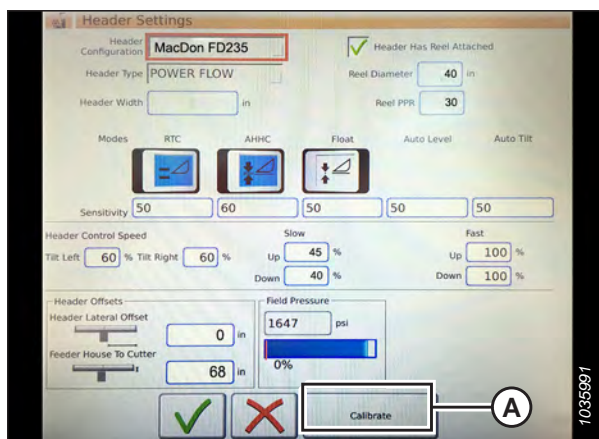 Header Settings
Header Configuration MacDon FD235
Header Has Reel Attached
Header Type POWER FLOW
Reel Diameter 40 in
Header Width in
Reel PPR 30
Modes RTC AHHC Float Auto Level Auto Tilt
Sensitivity 50 60 50 50 50
Header Control Speed
Slow Fast
Tilt Left 60 % Tilt Right 60 % Up 45 % Up 100 %
Down 40 % Down 100 %
Header Offsets Field Pressure
Header Lateral Offset
0 in 1647 psi
Feeder House To Cutter
68 in 0%
Calibrate
A
1035991